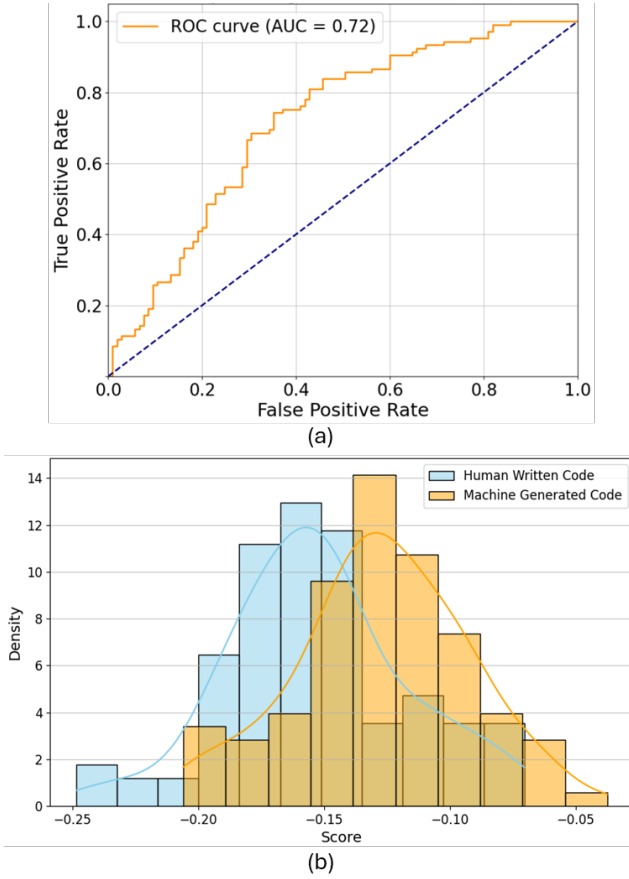 ROC curve (AUC = 0.72)
1.0
0.8
0.6
0.4
0.2
True Positive Rate
0.0 0.2 0.4 0.6 0.8 1.0
False Positive Rate
(a)
Human Written Code
Machine Generated Code
14
12
10
8
6
4
2
0
Density
−0.25 −0.20 −0.15 −0.10 −0.05
Score
(b)